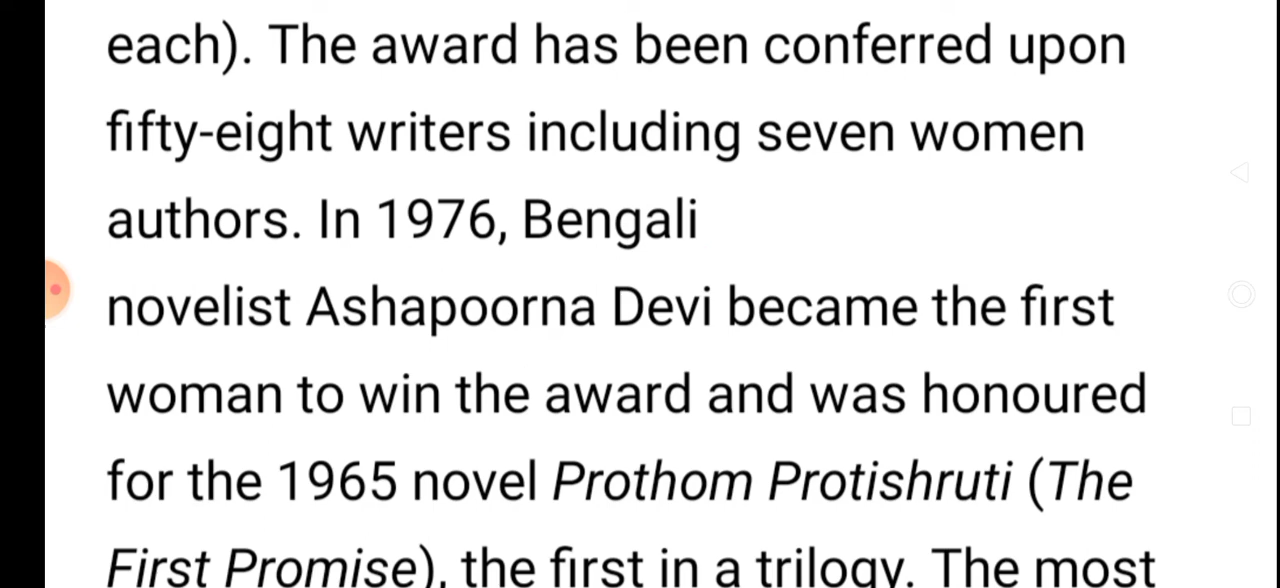 each). The award has been conferred upon
fifty-eight writers including seven women
authors. In 1976, Bengali
novelist Ashapoorna Devi became the first
woman to win the award and was honoured
for the 1965 novel Prothom Protishruti (The
First Promise), the first in a trilogy. The most